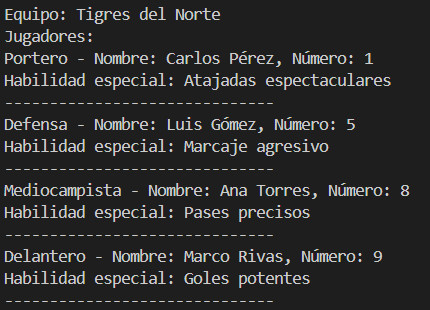 Equipo: Tigres del Norte
Jugadores:
Portero - Nombre: Carlos Pérez, Número: 1
Habilidad especial: Atajadas espectaculares
------------------------------
Defensa - Nombre: Luis Gómez, Número: 5
Habilidad especial: Marcaje agresivo
------------------------------
Mediocampista - Nombre: Ana Torres, Número: 8
Habilidad especial: Pases precisos
------------------------------
Delantero - Nombre: Marco Rivas, Número: 9
Habilidad especial: Goles potentes
------------------------------